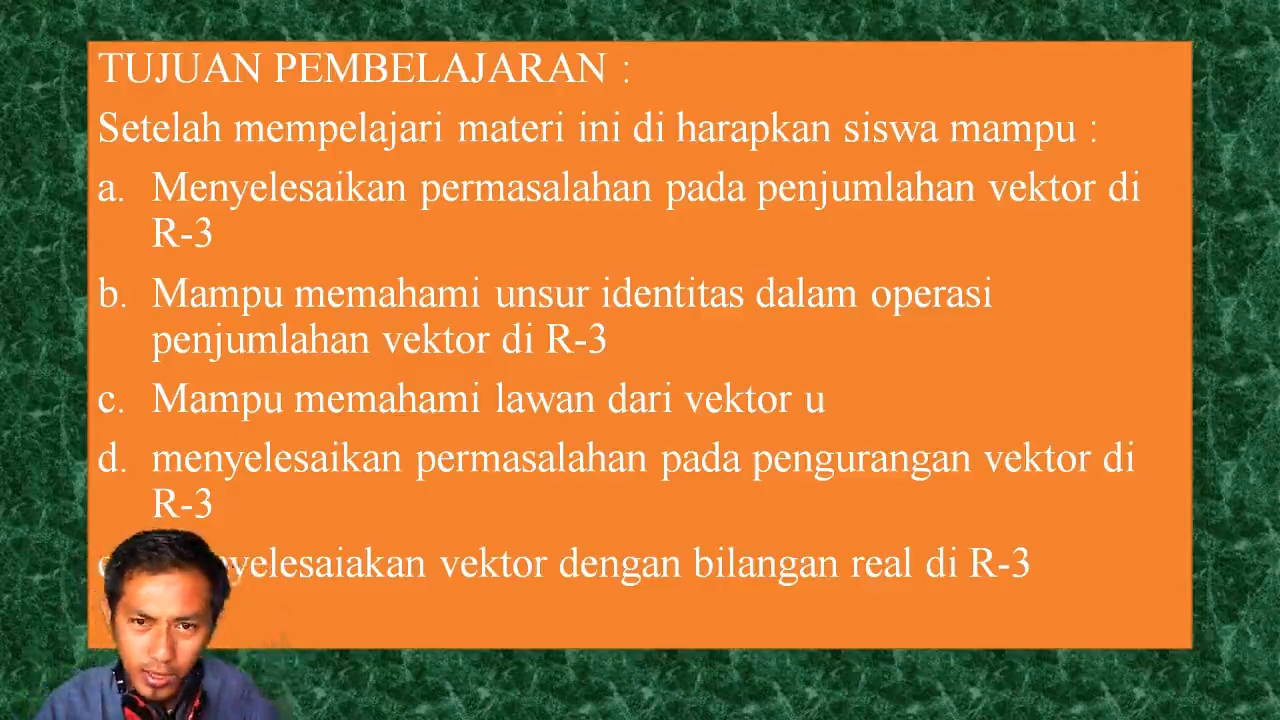 TUJUAN PEMBELAJARAN :
Setelah mempelajari materi ini di harapkan siswa mampu :
a. Menyelesaikan permasalahan pada penjumlahan vektor di
R-3
b. Mampu memahami unsur identitas dalam operasi
penjumlahan vektor di R-3
c. Mampu memahami lawan dari vektor u
d. menyelesaikan permasalahan pada pengurangan vektor di
R-3
vektor dengan bilangan real di R-3